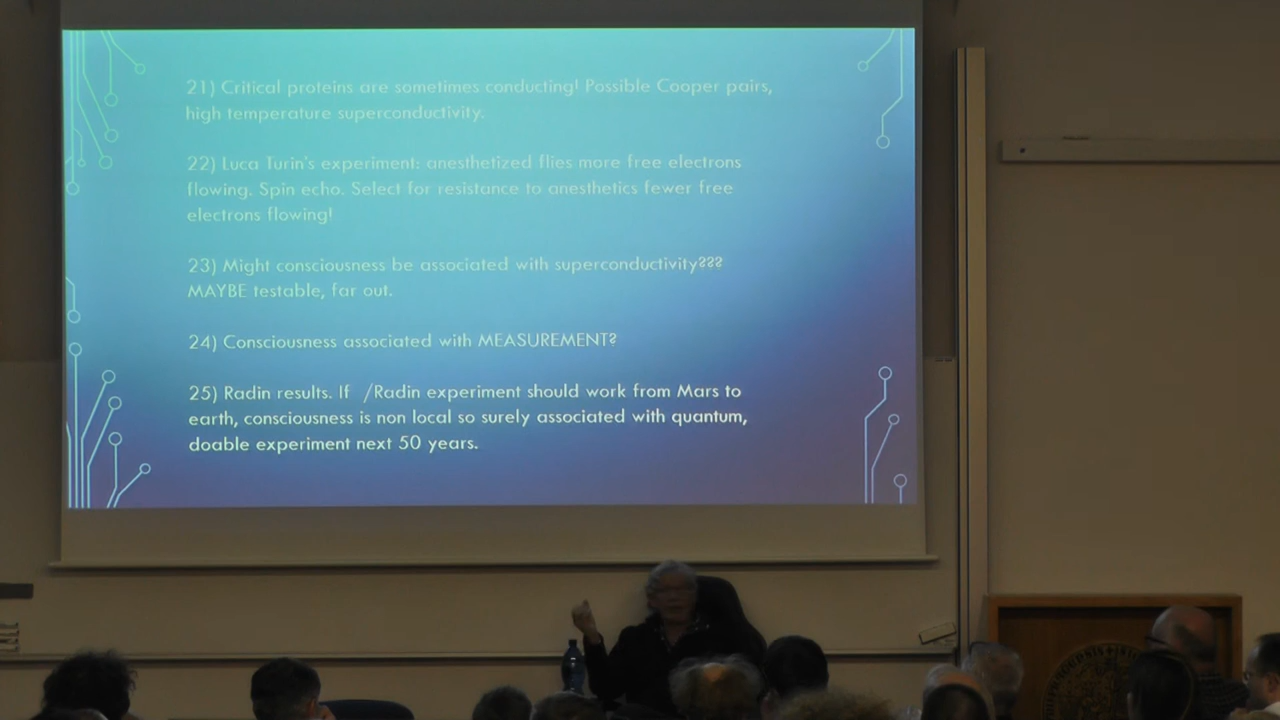 21) Critical proteins are sometimes conducting! Possible Cooper pairs,
high temperature superconductivity.
22) Luca Turin's experiment: anesthetized flies more free electrons
flowing. Spin echo. Select for resistance to anesthetics fewer free
electrons flowing!
23) Might consciousness be associated with superconductivity???
MAYBE testable, far out.
24) Consciousness associated with MEASUREMENT?
25) Radin results. If  /Radin experiment should work from Mars to
earth, consciousness is non local so surely associated with quantum,
doable experiment next 50 years.